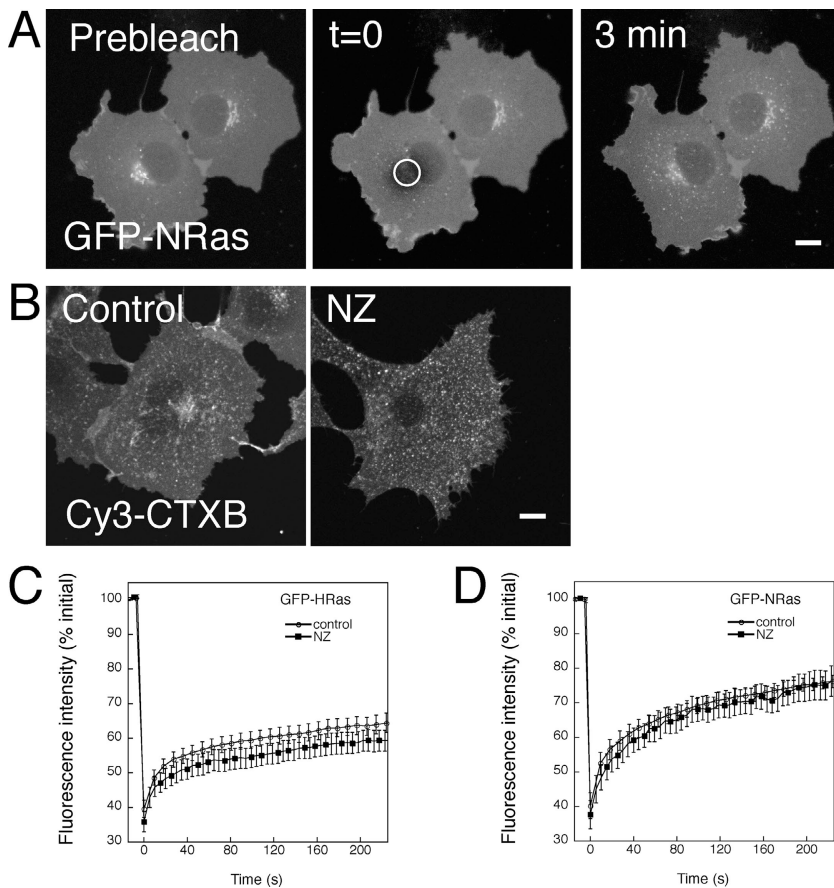 A
Prebleach
t=0
3 min
GFP-NRas
B
Control
NZ
Cy3-CTXB
C
Fluorescence intensity (% initial)
100
90
80
70
60
50
40
30
GFP-HRas
control
NZ
0
40
80
120
160
200
Time (s)
D
Fluorescence intensity (% initial)
100
90
80
70
60
50
40
30
GFP-NRas
control
NZ
0
40
80
120
160
200
Time (s)